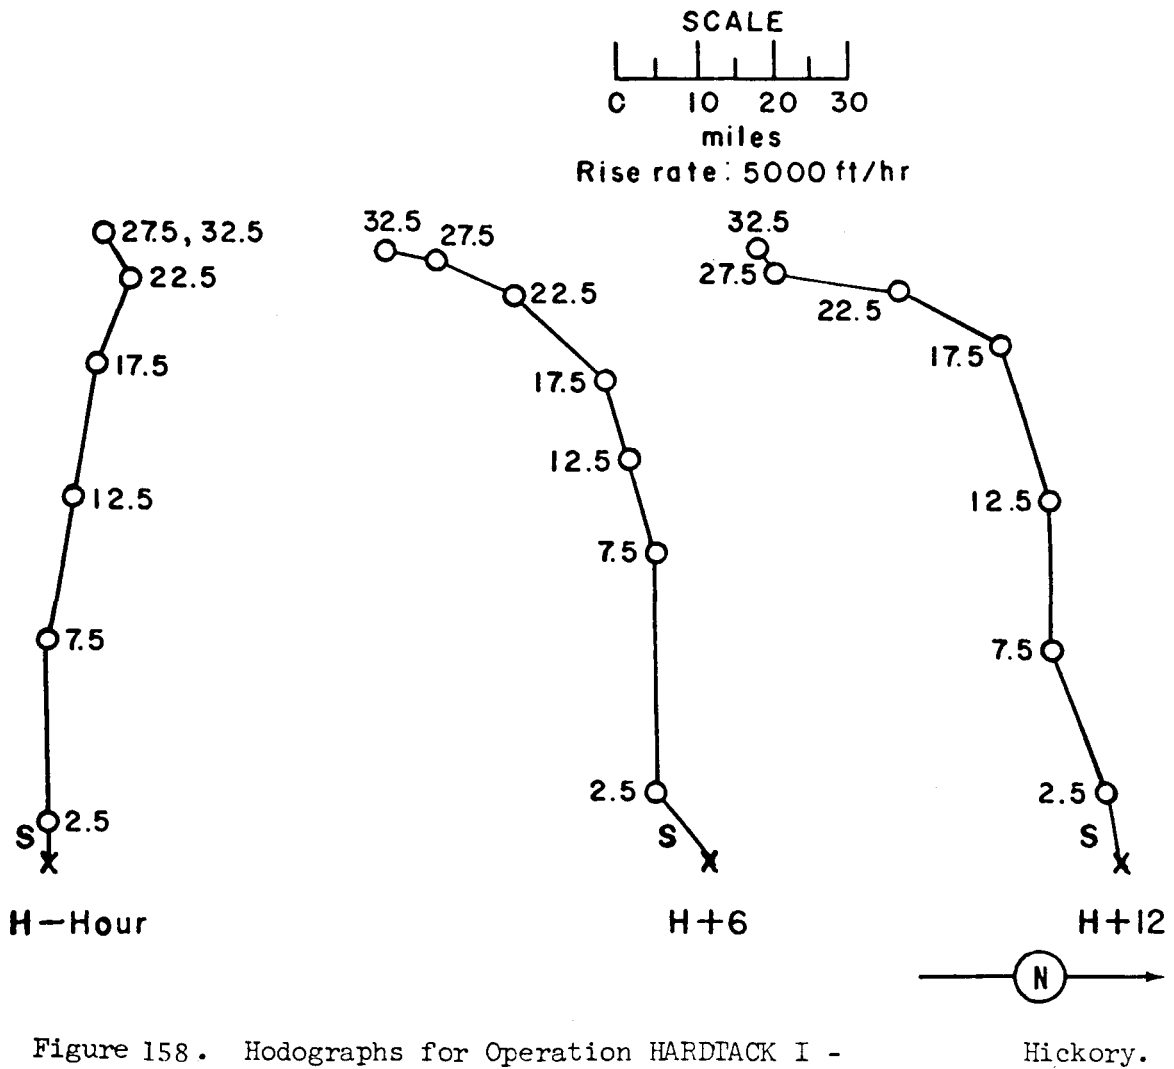 SCALE
0 10 20 30
miles
Rise rate: 5000 ft/hr
27.5, 32.5
22.5
17.5
12.5
7.5
2.5
S
X
H-Hour
32.5
27.5
22.5
17.5
12.5
7.5
2.5
S
X
H+6
32.5
27.5
22.5
17.5
12.5
7.5
2.5
S
X
H+12
N
Figure 158. Hodographs for Operation HARDTACK I - Hickory.